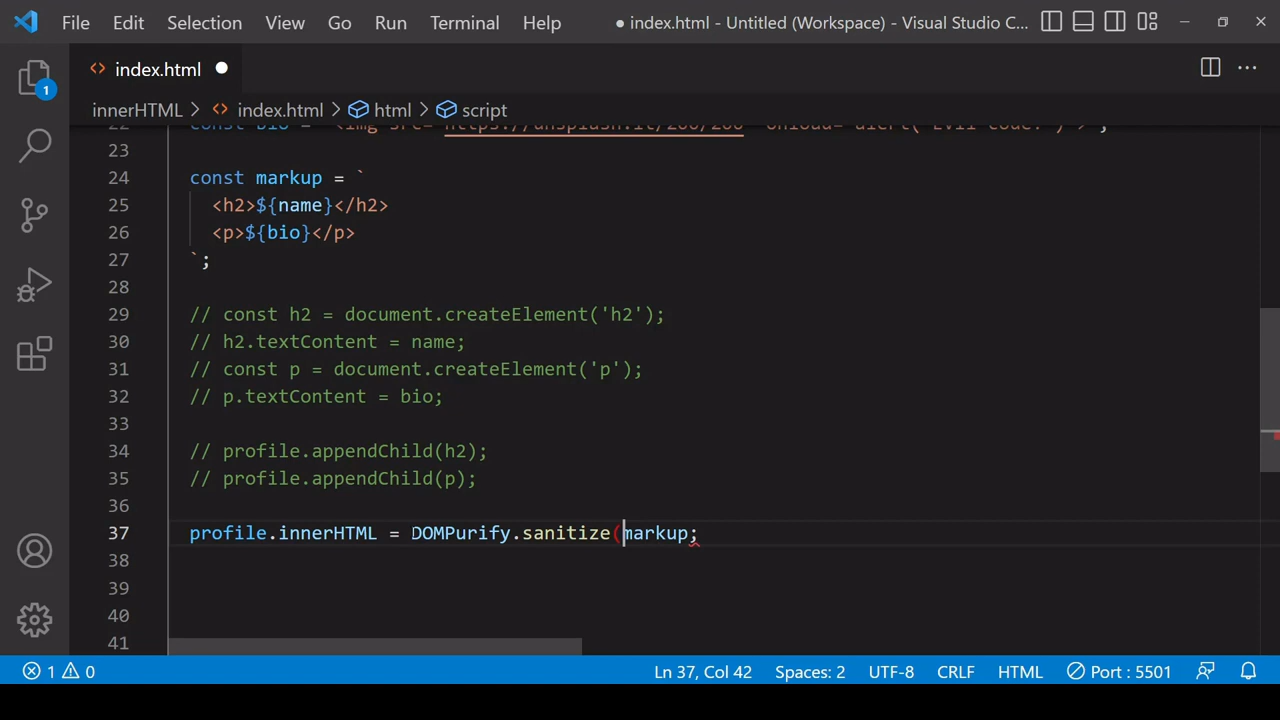 File Edit Selection View Go Run Terminal Help ● index.html - Untitled (Workspace) - Visual Studio C...
index.html
innerHTML > index.html > html > script
23
24 const markup = `
25 <h2>${name}</h2>
26 <p>${bio}</p>
27 `;
28
29 // const h2 = document.createElement('h2');
30 // h2.textContent = name;
31 // const p = document.createElement('p');
32 // p.textContent = bio;
33
34 // profile.appendChild(h2);
35 // profile.appendChild(p);
36
37 profile.innerHTML = DOMPurify.sanitize(markup;
38
39
40
41
1
1 0 Ln 37, Col 42 Spaces: 2 UTF-8 CRLF HTML Port : 5501